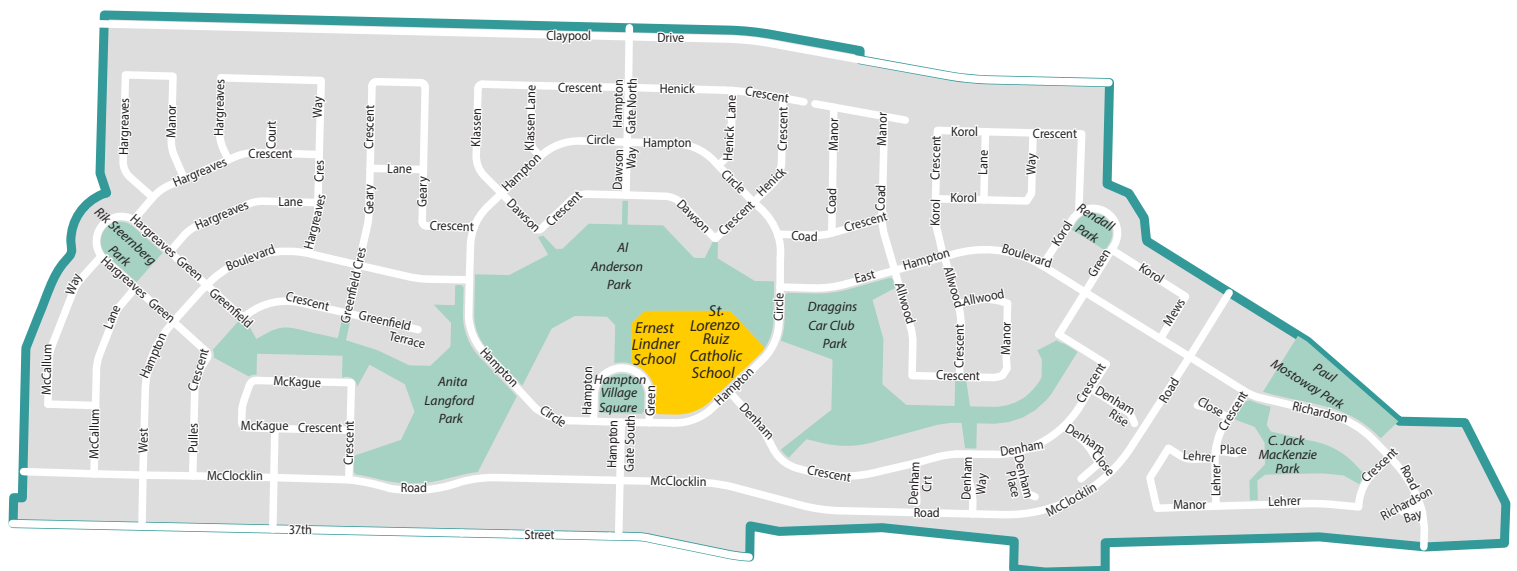 Claypool
Drive
Hargreaves
Manor
Hargreaves
Court
Way
Crescent
Hargreaves
Crescent
Cres
Hargreaves
Hargreaves
Lane
Lane
Geary
Geary
Crescent
Klassen
Klassen Lane
Crescent
Hampton
Gate North
Henick
Crescent
Henick Lane
Crescent
Henick
Crescent
Hampton
Circle
Hampton
Circle
Dawson
Way
Dawson
Crescent
Dawson
Manor
Coad
Manor
Coad
Coad
Crescent
Korol
Crescent
Crescent
Lane
Way
Korol
Korol
Rendall
Park
Korol
Green
Korol
Mews
Rik Steernberg
Park
Hargreaves
Green
Hargreaves
Green
Way
McCallum
Lane
McCallum
Boulevard
Hampton
West
Greenfield
Crescent
Greenfield
Terrace
Greenfield Cres
Crescent
Pulles
McKague
McKague
Crescent
Crescent
Al
Anderson
Park
Anita
Langford
Park
Ernest
Lindner
School
St.
Lorenzo
Ruiz
Catholic
School
Hampton
Village
Square
Hampton
Green
Hampton
Circle
Hampton
Circle
Hampton
Gate South
Draggins
Car Club
Park
East
Hampton
Boulevard
Allwood
Allwood
Crescent
Allwood
Manor
Crescent
Denham
Crescent
Denham
Crescent
Denham
Rise
Denham
Close
Denham
Crt
Denham
Way
Denham
Place
McClocklin
Road
McClocklin
Road
McClocklin
Road
37th
Street
Paul
Mostoway Park
Richardson
Road
Richardson
Bay
Close
Crescent
Lehrer
Place
Lehrer
Manor
Lehrer
Crescent
C. Jack
MacKenzie
Park